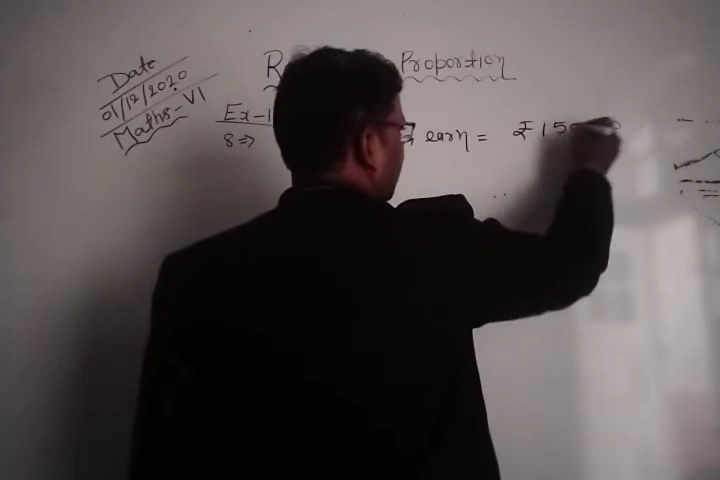 Date
01/12/2020
Maths-VI
Proportion
Ex-1
8⇒ earn = ₹15